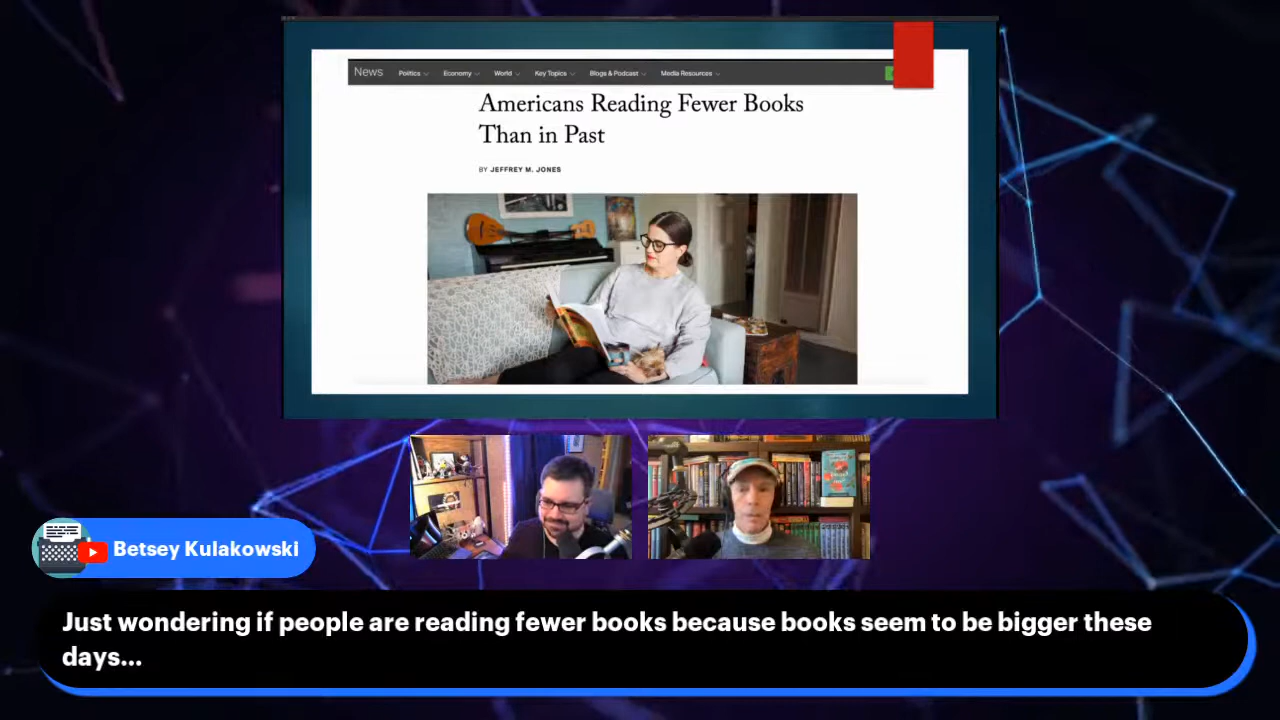 News Politics Economy World Key Topics Blogs & Podcast Media Resources
Americans Reading Fewer Books
Than in Past
BY JEFFREY M. JONES
Betsey Kulakowski
Just wondering if people are reading fewer books because books seem to be bigger these
days...